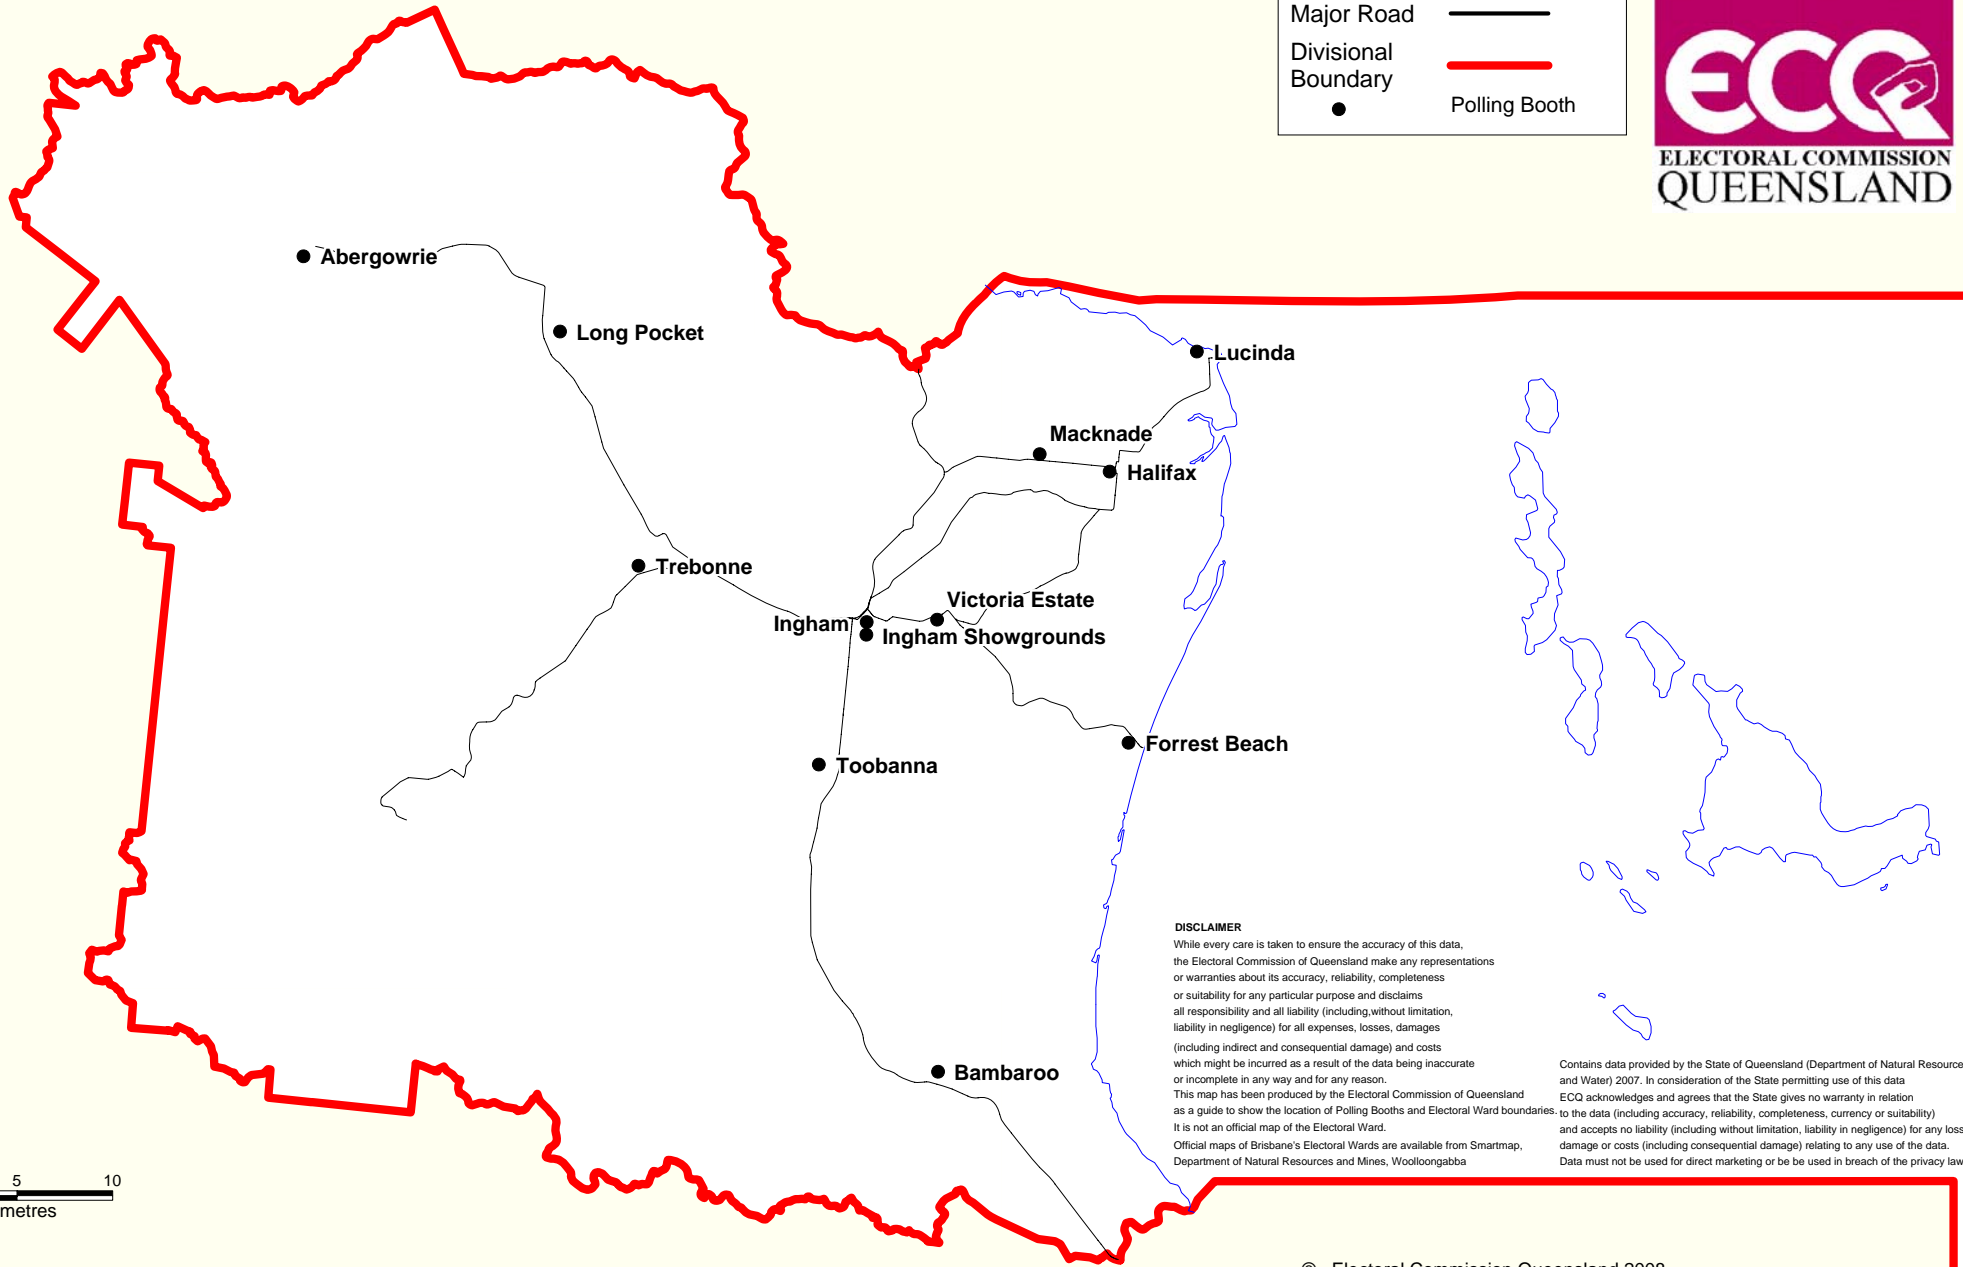 Major Road
Divisional
Boundary
Polling Booth
ECQ
ELECTORAL COMMISSION
QUEENSLAND
Abergowrie
Long Pocket
Lucinda
Macknade
Halifax
Trebonne
Victoria Estate
Ingham
Ingham Showgrounds
Forrest Beach
Toobanna
Bambaroo
DISCLAIMER
While every care is taken to ensure the accuracy of this data,
the Electoral Commission of Queensland make any representations
or warranties about its accuracy, reliability, completeness
or suitability for any particular purpose and disclaims
all responsibility and all liability (including,without limitation,
liability in negligence) for all expenses, losses, damages
(including indirect and consequential damage) and costs
which might be incurred as a result of the data being inaccurate
or incomplete in any way and for any reason.
This map has been produced by the Electoral Commission of Queensland
as a guide to show the location of Polling Booths and Electoral Ward boundaries.
It is not an official map of the Electoral Ward.
Official maps of Brisbane's Electoral Wards are available from Smartmap,
Department of Natural Resources and Mines, Woolloongabba
Contains data provided by the State of Queensland (Department of Natural Resource
and Water) 2007. In consideration of the State permitting use of this data
ECQ acknowledges and agrees that the State gives no warranty in relation
to the data (including accuracy, reliability, completeness, currency or suitability)
and accepts no liability (including without limitation, liability in negligence) for any loss
damage or costs (including consequential damage) relating to any use of the data.
Data must not be used for direct marketing or be be used in breach of the privacy law
5 10
metres
© Electoral Commission Queensland 2008